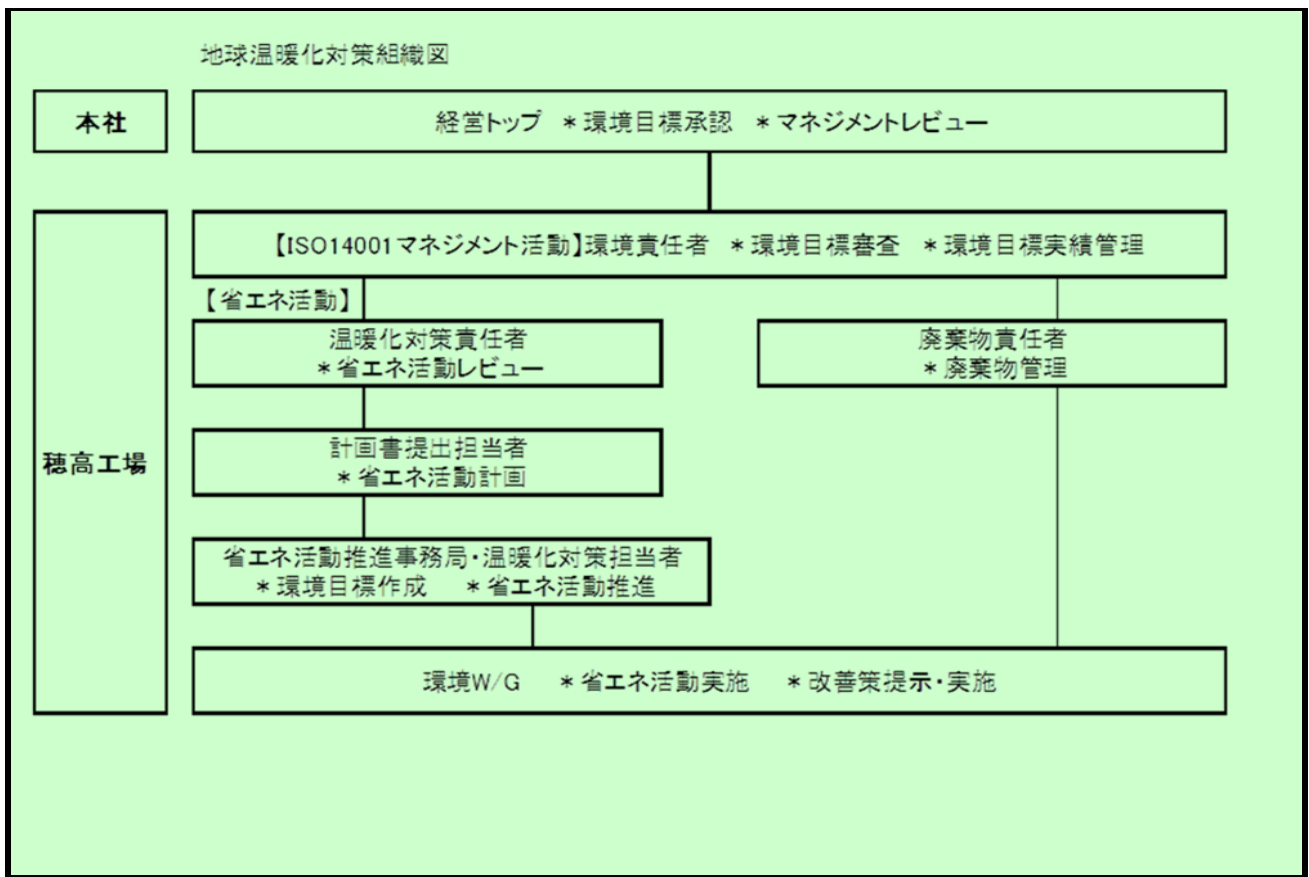 地球温暖化対策組織図
本社
経営トップ ＊環境目標承認 ＊マネジメントレビュー
【ISO14001マネジメント活動】環境責任者 ＊環境目標審査 ＊環境目標実績管理
【省エネ活動】
温暖化対策責任者
＊省エネ活動レビュー
廃棄物責任者
＊廃棄物管理
穂高工場
計画書提出担当者
＊省エネ活動計画
省エネ活動推進事務局・温暖化対策担当者
＊環境目標作成 ＊省エネ活動推進
環境W/G ＊省エネ活動実施 ＊改善策提示・実施